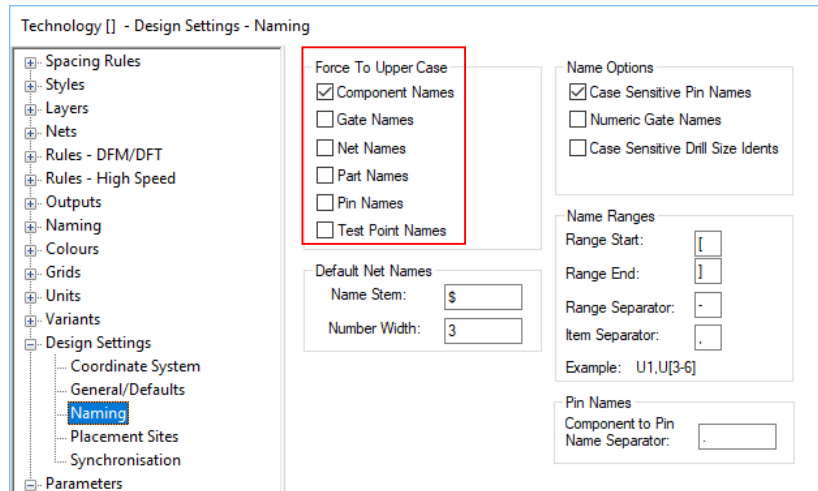 Technology [] - Design Settings - Naming
Spacing Rules
Styles
Layers
Nets
Rules - DFM/DFT
Rules - High Speed
Outputs
Naming
Colours
Grids
Units
Variants
Design Settings
Coordinate System
General/Defaults
Naming
Placement Sites
Synchronisation
Parameters
Force To Upper Case
Component Names
Gate Names
Net Names
Part Names
Pin Names
Test Point Names
Default Net Names
Name Stem: $
Number Width: 3
Name Options
Case Sensitive Pin Names
Numeric Gate Names
Case Sensitive Drill Size Idents
Name Ranges
Range Start: [
Range End: ]
Range Separator: -
Item Separator: ,
Example: U1,U[3-6]
Pin Names
Component to Pin
Name Separator: .